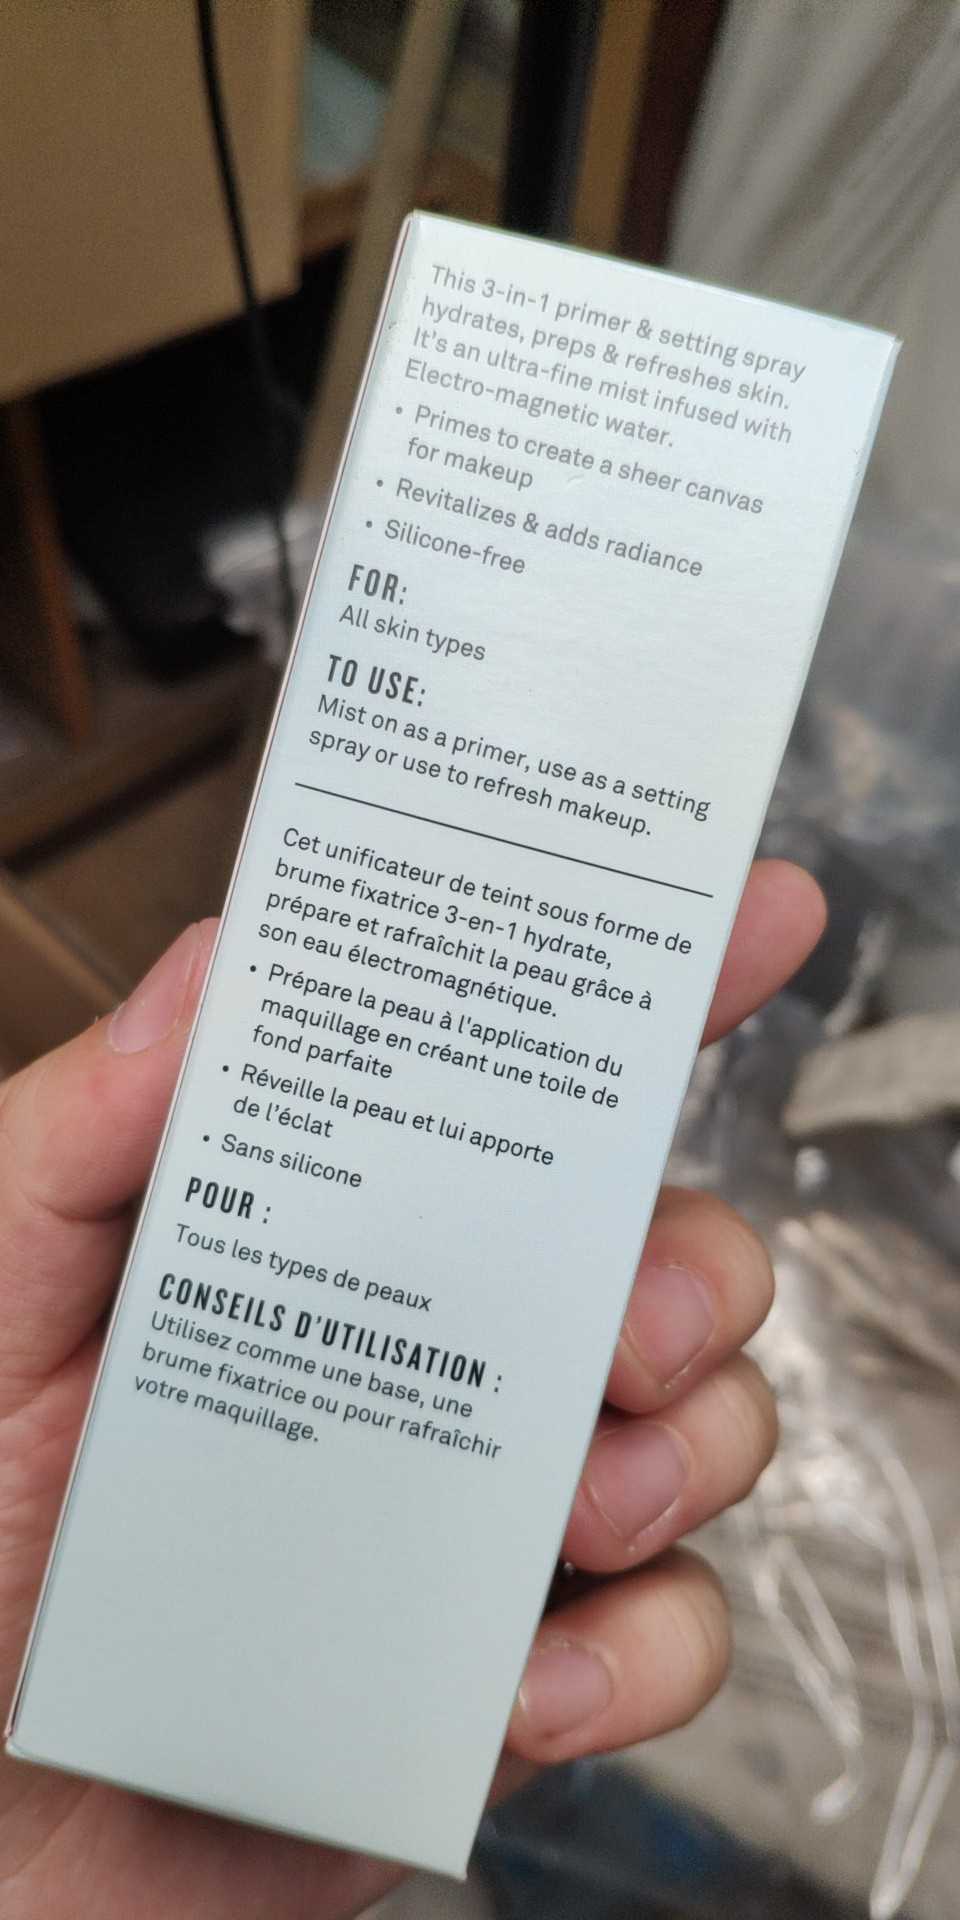 This 3-in-1 primer & setting spray
hydrates, preps & refreshes skin.
It's an ultra-fine mist infused with
Electro-magnetic water.
• Primes to create a sheer canvas
for makeup
• Revitalizes & adds radiance
• Silicone-free
FOR:
All skin types
TO USE:
Mist on as a primer, use as a setting
spray or use to refresh makeup.
Cet unificateur de teint sous forme de
brume fixatrice 3-en-1 hydrate,
prépare et rafraîchit la peau grâce à
son eau électromagnétique.
• Prépare la peau à l'application du
maquillage en créant une toile de
fond parfaite
• Réveille la peau et lui apporte
de l'éclat
• Sans silicone
POUR :
Tous les types de peaux
CONSEILS D'UTILISATION :
Utilisez comme une base, une
brume fixatrice ou pour rafraîchir
votre maquillage.